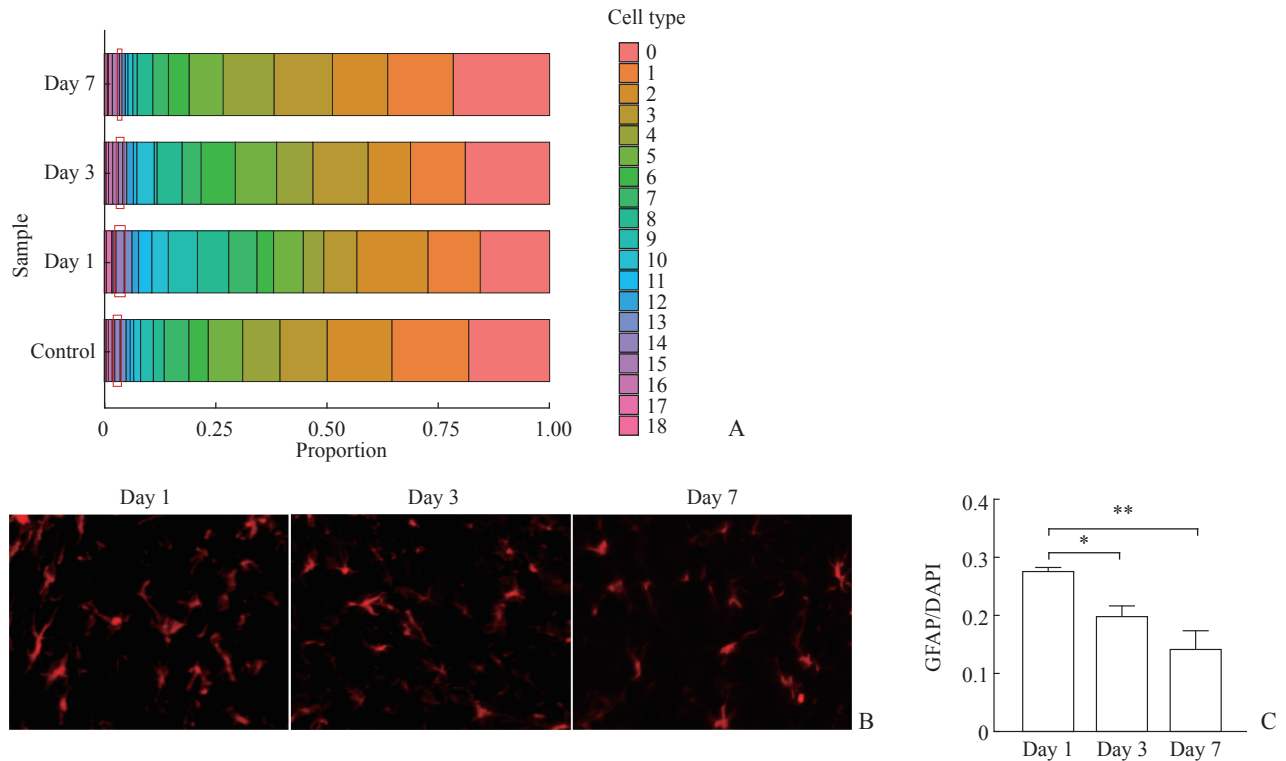 Cell type
Day 7
Day 3
Day 1
Control
Sample
0 0.25 0.50 0.75 1.00
Proportion
0
1
2
3
4
5
6
7
8
9
10
11
12
13
14
15
16
17
18
A
Day 1 Day 3 Day 7
B
0.4
0.3
0.2
0.1
0
GFAP/DAPI
**
*
Day 1 Day 3 Day 7
C